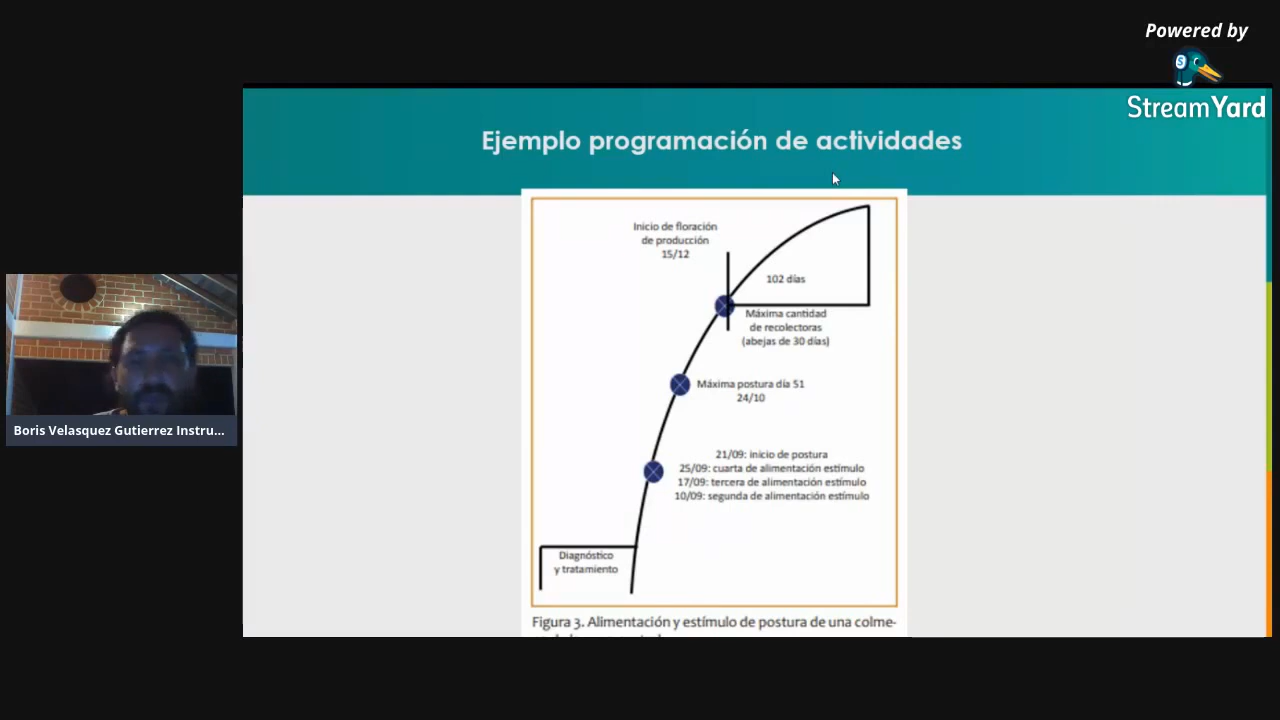 Powered by
StreamYard
Ejemplo programación de actividades
Inicio de floración
de producción
15/12
102 días
Máxima cantidad
de recolectoras
(abejas de 30 días)
Máxima postura día 51
24/10
21/09: inicio de postura
25/09: cuarta de alimentación estímulo
17/09: tercera de alimentación estímulo
10/09: segunda de alimentación estímulo
Diagnóstico
y tratamiento
Figura 3. Alimentación y estímulo de postura de una colme-
Boris Velasquez Gutierrez Instru...